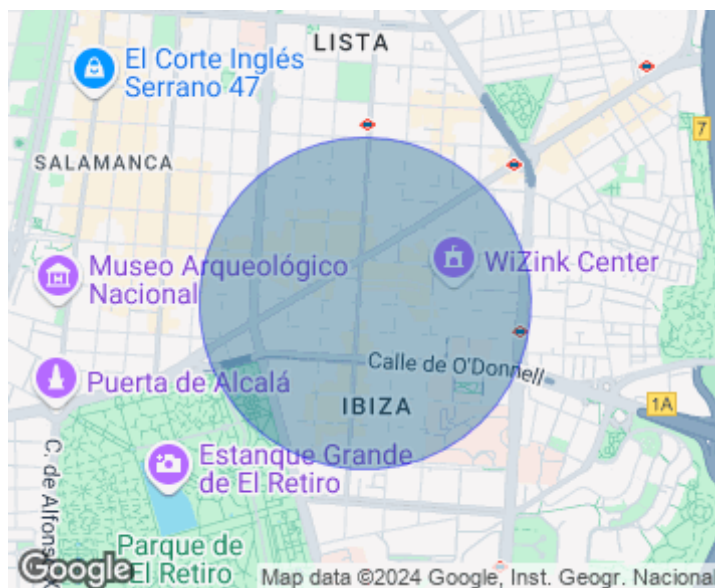 LISTA
El Corte Inglés
Serrano 47
7
SALAMANCA
Museo Arqueológico
Nacional
WiZink Center
Calle de O'Donnell
Puerta de Alcalá
IBIZA
1A
C. de Alfons
Estanque Grande
de El Retiro
Parque de
El Retiro
Google
Map data ©2024 Google, Inst. Geogr. Nacional